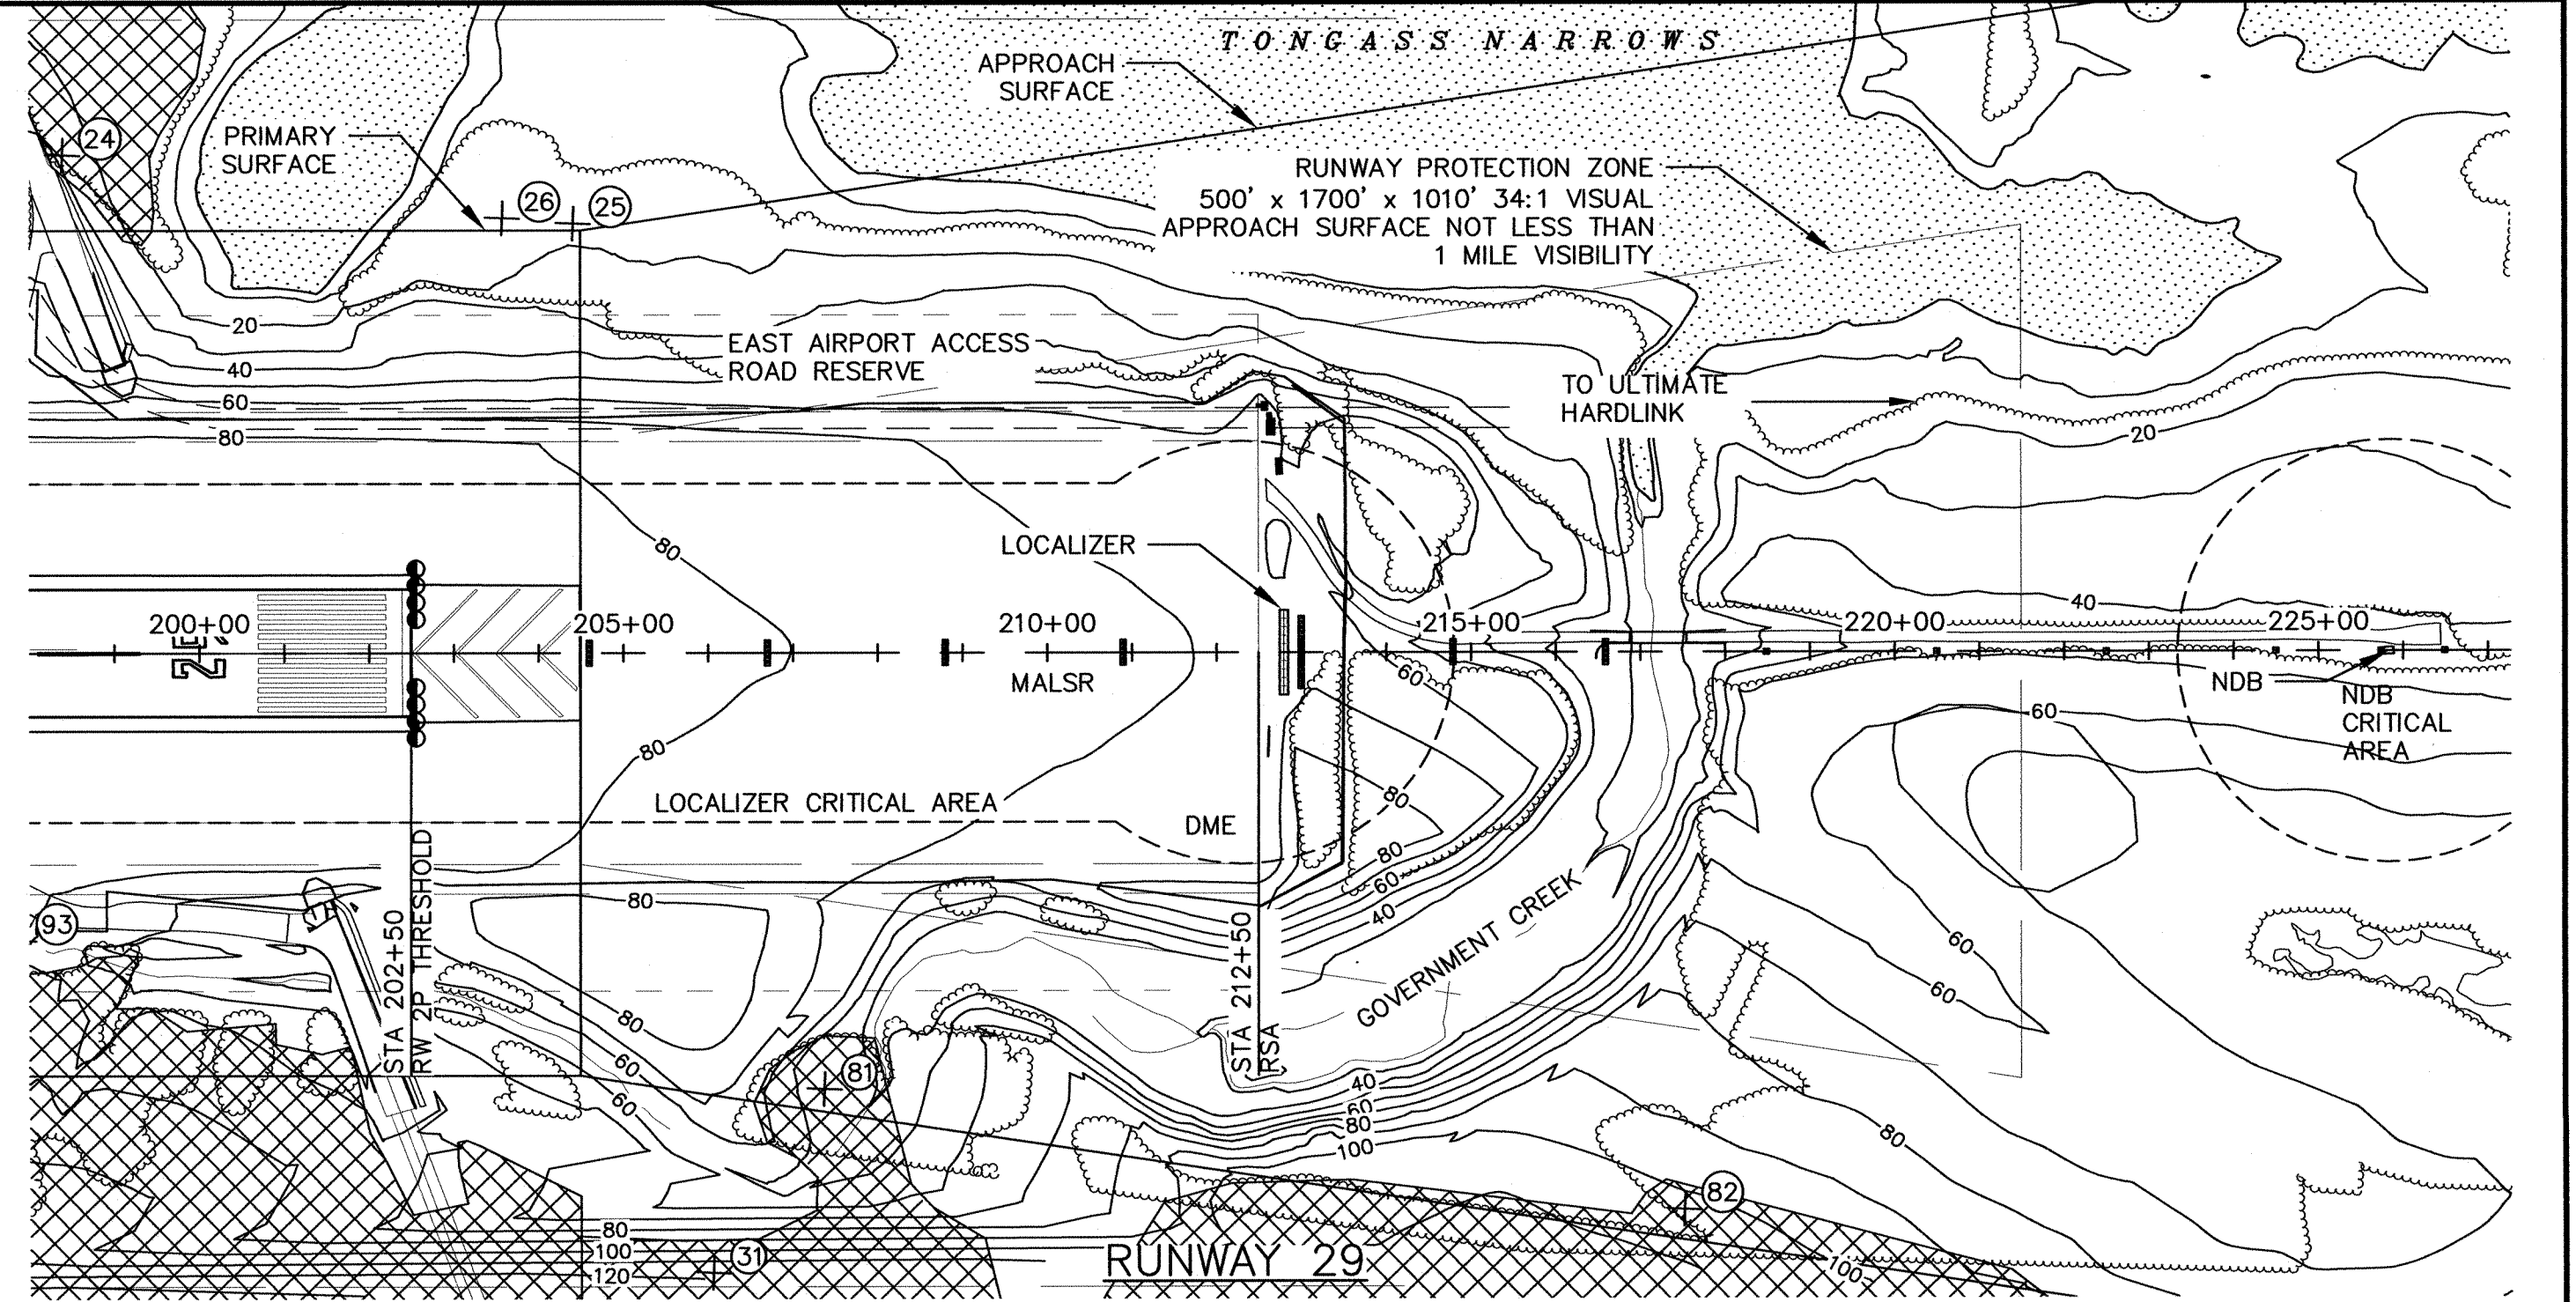 TONGASS NARROWS
APPROACH
SURFACE
24
PRIMARY
SURFACE
26
25
RUNWAY PROTECTION ZONE
500' x 1700' x 1010' 34:1 VISUAL
APPROACH SURFACE NOT LESS THAN
1 MILE VISIBILITY
20
EAST AIRPORT ACCESS
ROAD RESERVE
40
60
80
TO ULTIMATE
HARDLINK
20
80
LOCALIZER
200+00
205+00
210+00
215+00
220+00
225+00
40
MALSR
60
NDB
NDB
CRITICAL
AREA
60
80
80
LOCALIZER CRITICAL AREA
DME
80
60
40
80
93
STA 202+50
RW 2P THRESHOLD
STA 212+50
RSA
GOVERNMENT CREEK
60
60
80
60
60
81
40
60
80
100
80
82
80
100
120
31
RUNWAY 29
100